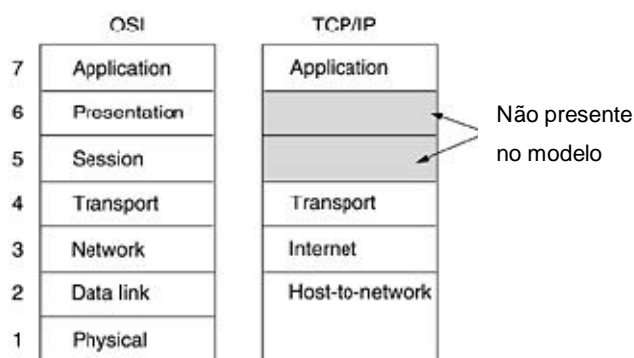 OSI TCP/IP
7 Application Application
6 Presentation
Não presente
no modelo
5 Session
4 Transport Transport
3 Network Internet
2 Data link Host-to-network
1 Physical